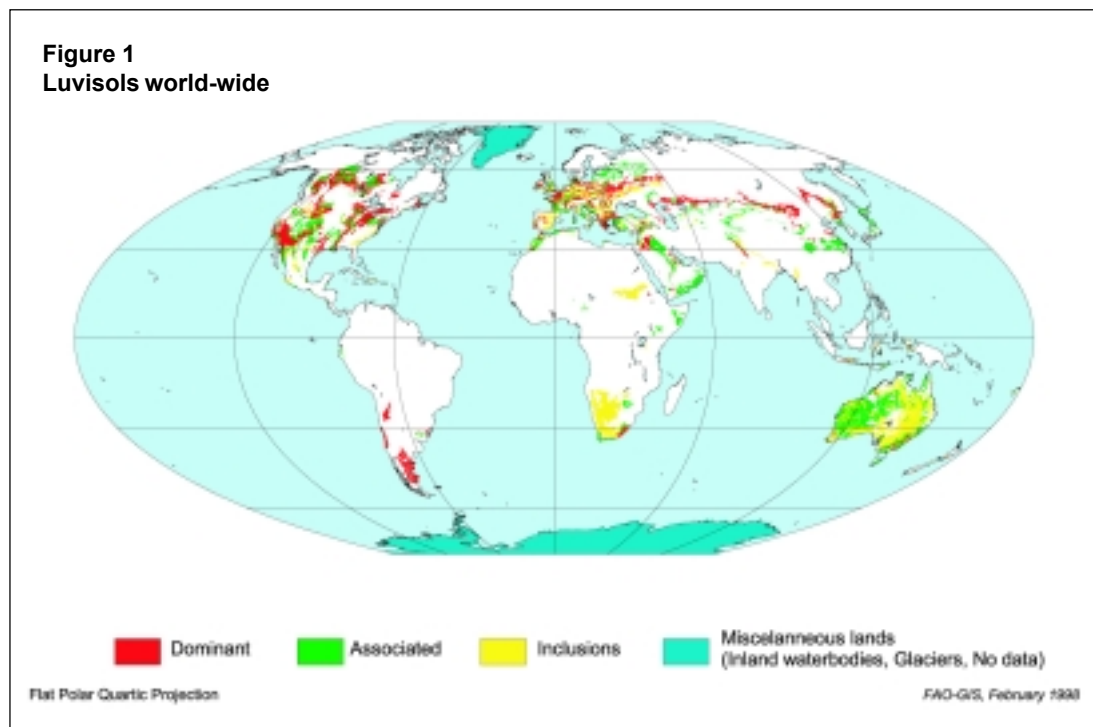 Figure 1
Luvisols world-wide
Dominant
Associated
Inclusions
Miscelanneous lands
(Inland waterbodies, Glaciers, No data)
Flat Polar Quartic Projection
FAO-GIS, February 1998